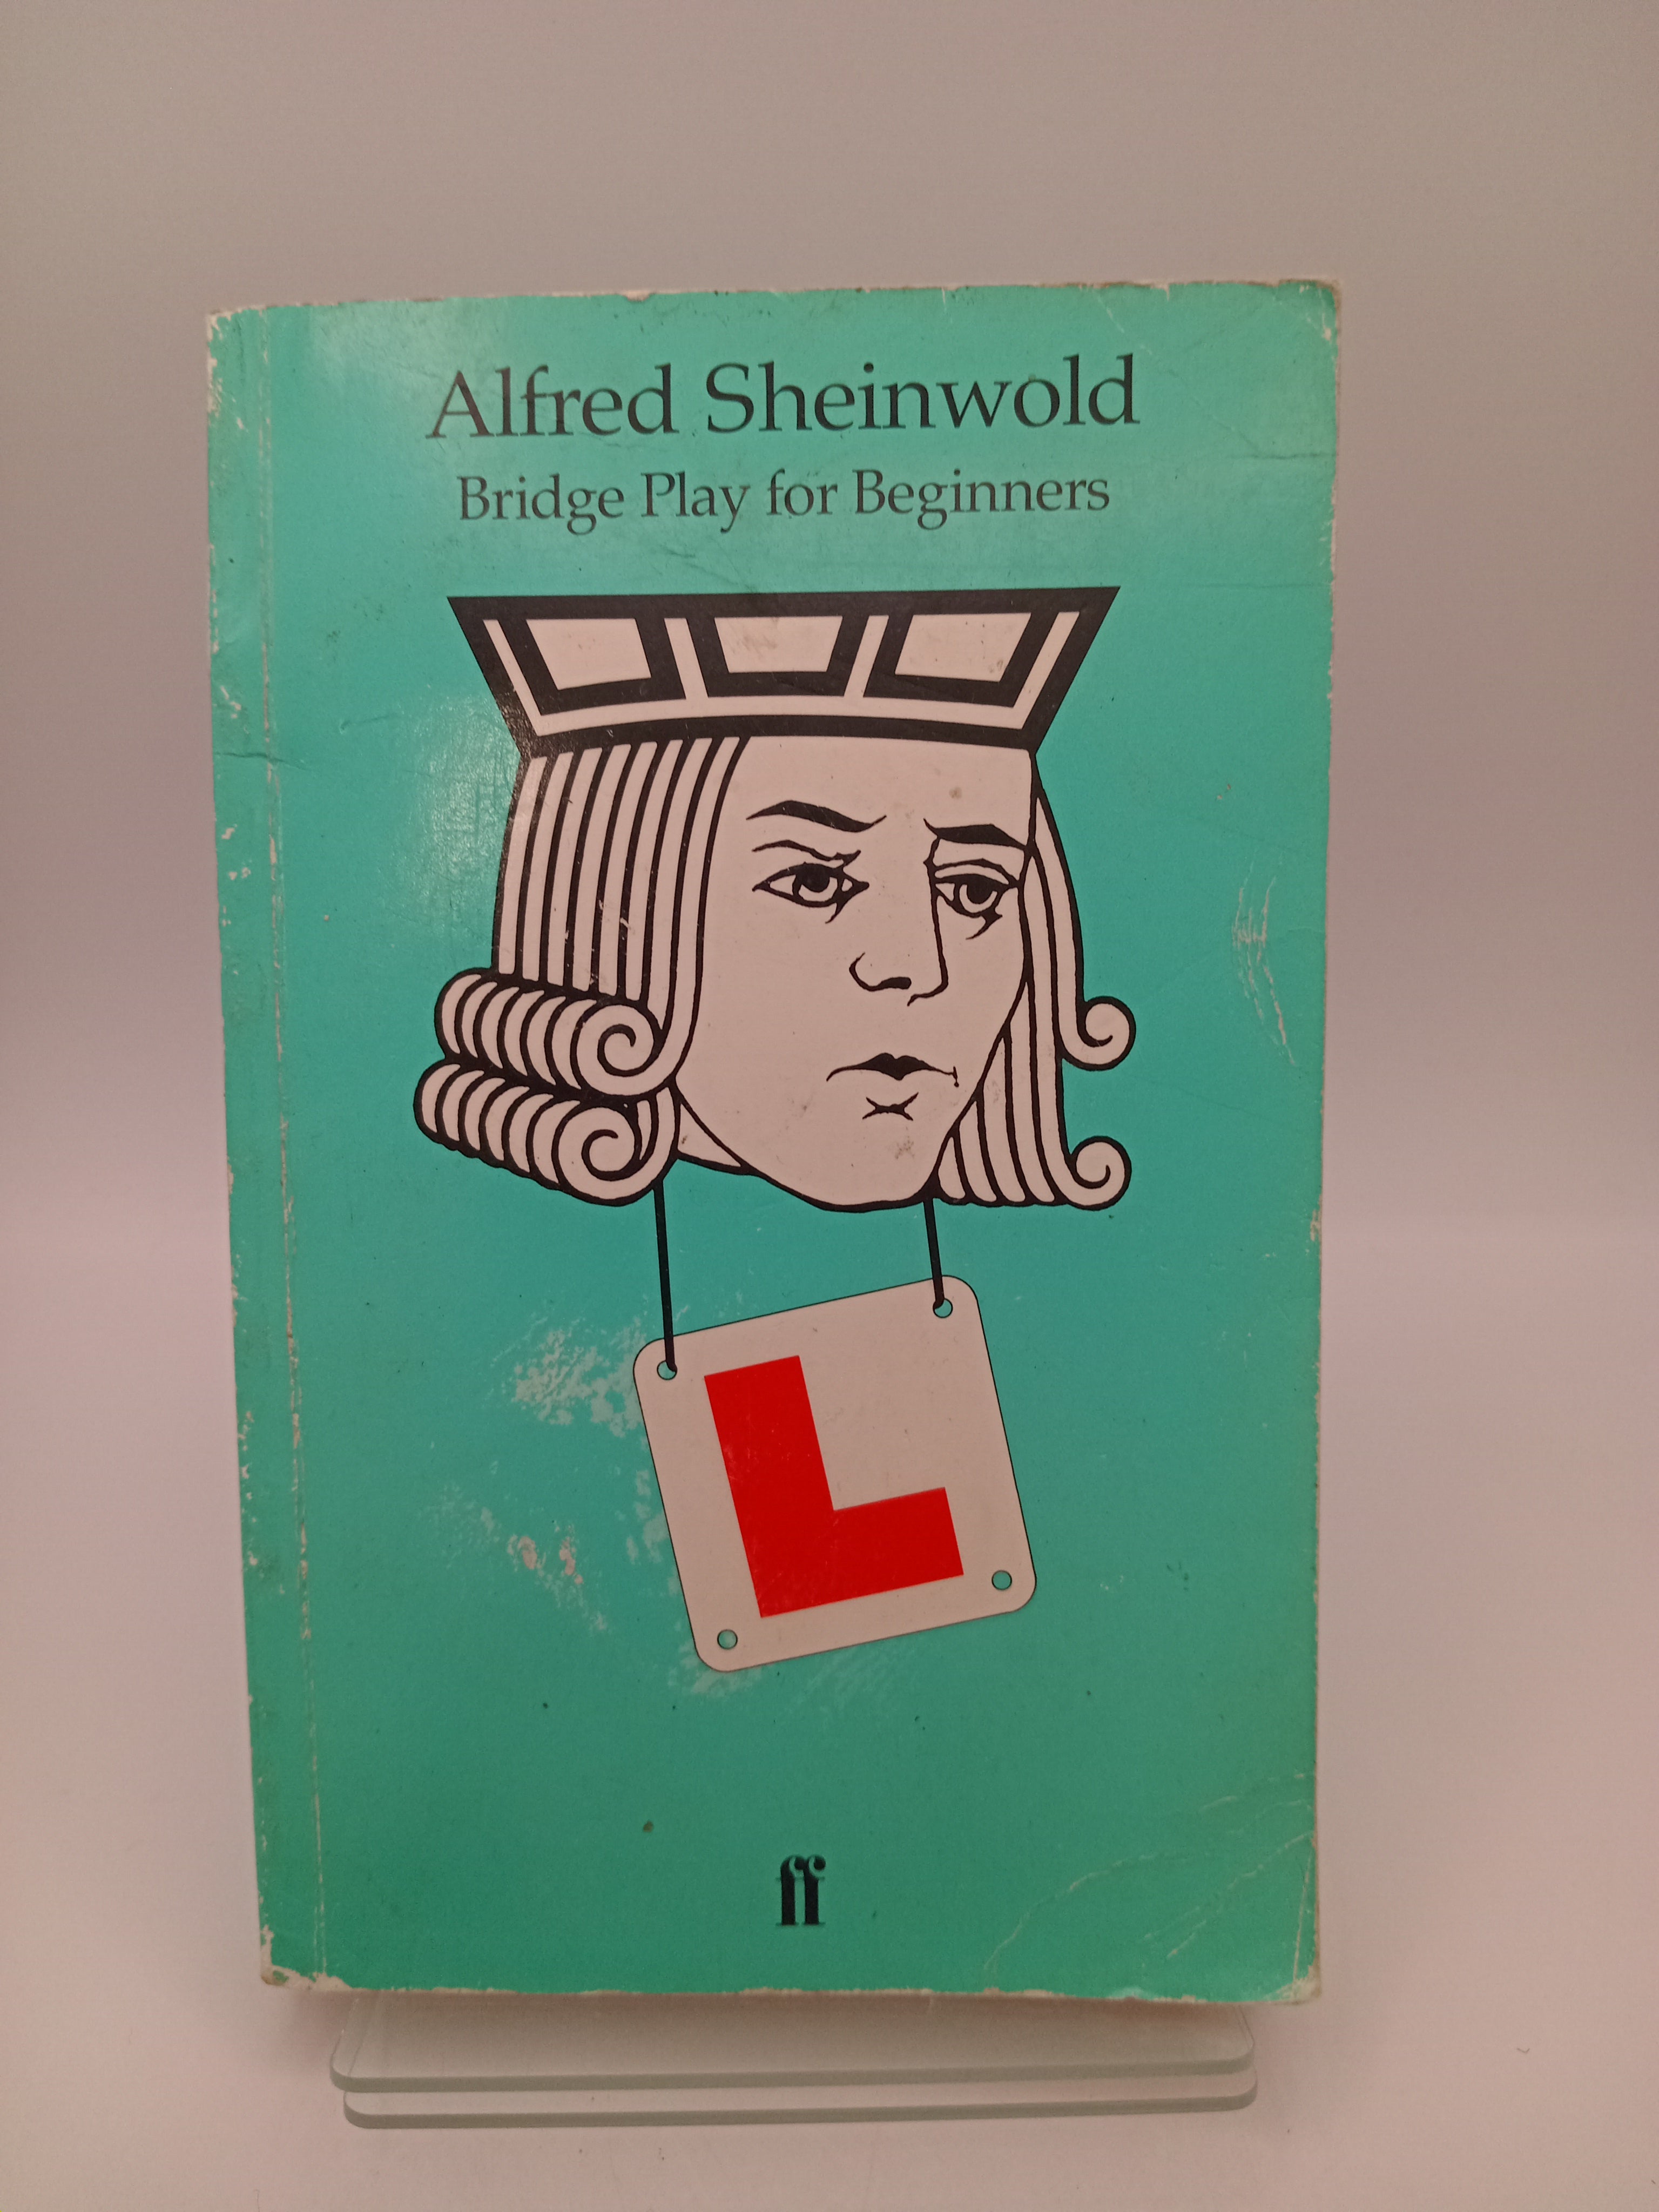 Alfred Sheinwold
Bridge Play for Beginners
L
ff